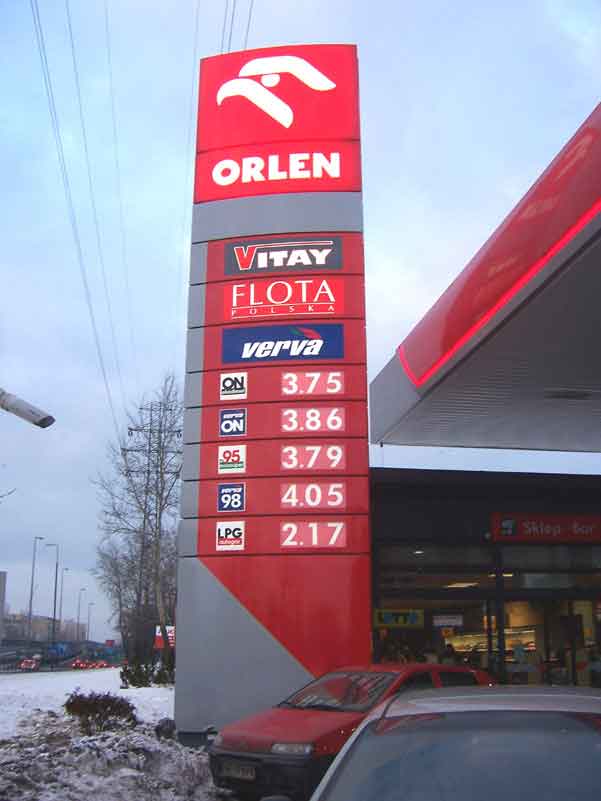 ORLEN
VITAY
FLOTA
POLSKA
verva
ON 3.75
verva
ON 3.86
95 3.79
verva
98 4.05
LPG
autogaz 2.17
Sklep-Bar